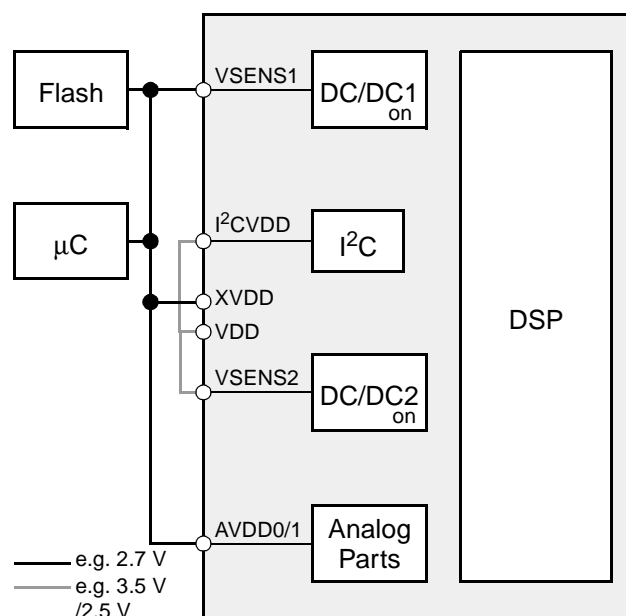 VSENS1
Flash
DC/DC1
on
I²CVDD
μC
I²C
XVDD
DSP
VDD
VSENS2
DC/DC2
on
AVDD0/1
Analog
Parts
e.g. 2.7 V
e.g. 3.5 V
/2.5 V